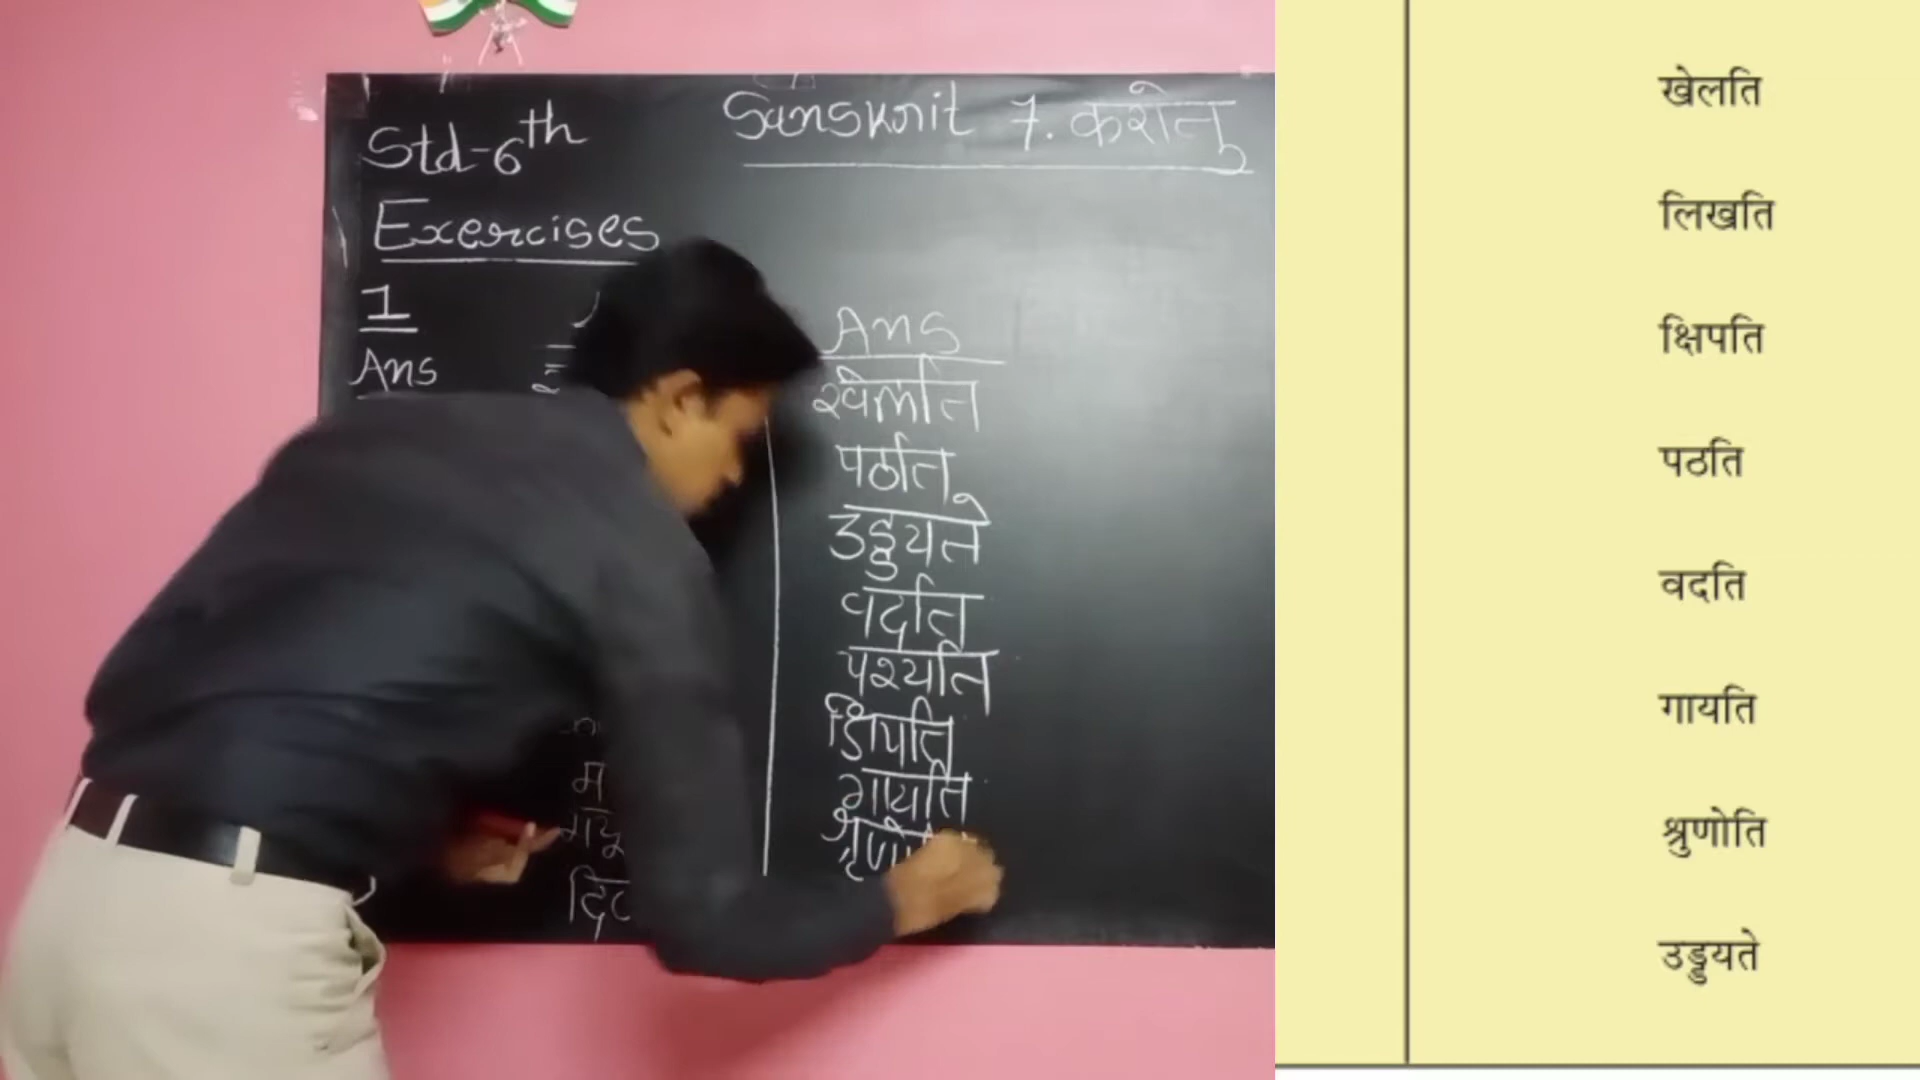 Std-6th
Sanskrit 7. करोतु
Exercises
1
Ans
Ans
खेलति
पठति
उड्डयते
वदति
पश्यति
क्षिपति
गायति
खेलति
लिखति
क्षिपति
पठति
वदति
गायति
श्रुणोति
उड्डयते